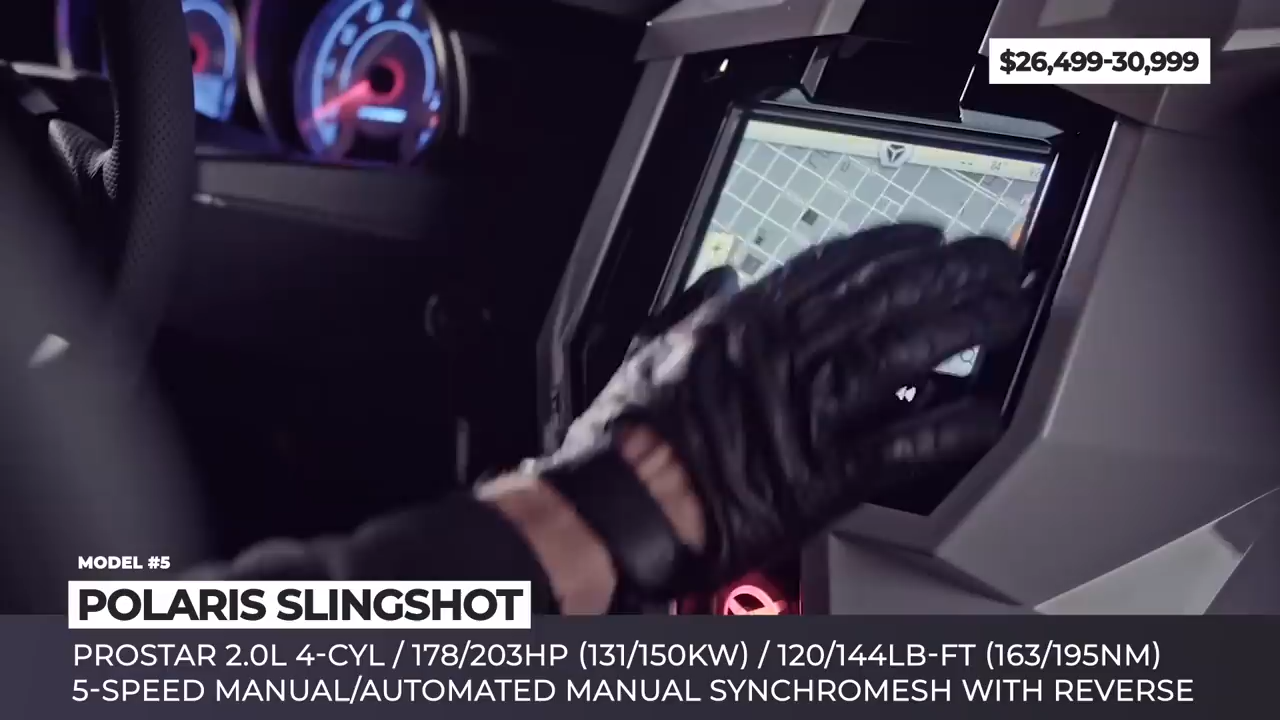 $26,499-30,999
MODEL #5
POLARIS SLINGSHOT
PROSTAR 2.0L 4-CYL / 178/203HP (131/150KW) / 120/144LB-FT (163/195NM)
5-SPEED MANUAL/AUTOMATED MANUAL SYNCHROMESH WITH REVERSE